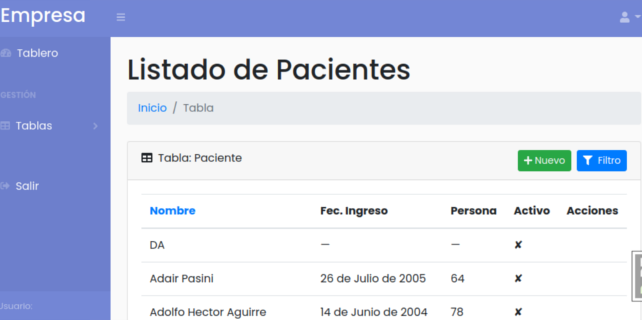 Empresa
Tablero
GESTIÓN
Tablas
Salir
Usuario:
Listado de Pacientes
Inicio / Tabla
Tabla: Paciente
+ Nuevo
Filtro
Nombre Fec. Ingreso Persona Activo Acciones
DA — — ✘
Adair Pasini 26 de Julio de 2005 64 ✘
Adolfo Hector Aguirre 14 de Junio de 2004 78 ✘